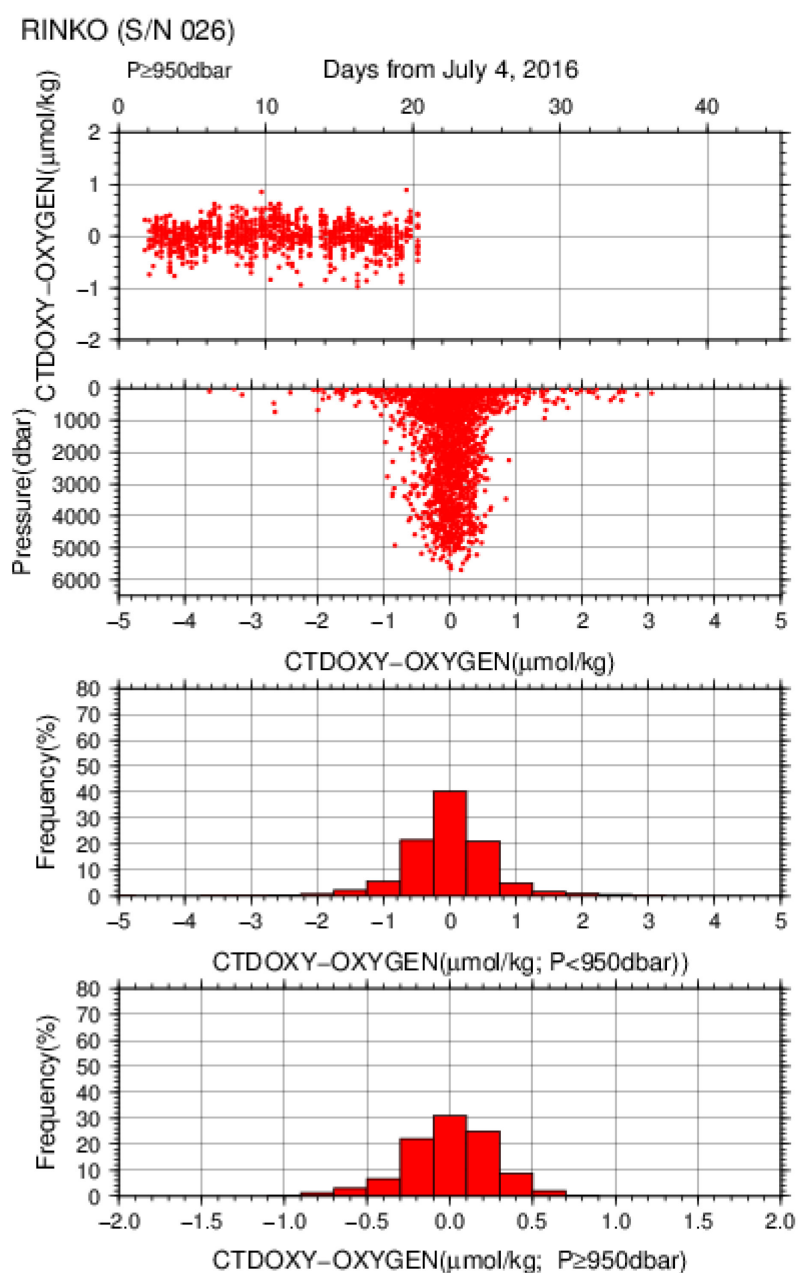 RINKO (S/N 026)
P≥950dbar Days from July 4, 2016
0 10 20 30 40
CTDOXY−OXYGEN(μmol/kg)
2
1
0
−1
−2
Pressure(dbar)
0
1000
2000
3000
4000
5000
6000
−5 −4 −3 −2 −1 0 1 2 3 4 5
CTDOXY−OXYGEN(μmol/kg)
Frequency(%)
80
70
60
50
40
30
20
10
0
−5 −4 −3 −2 −1 0 1 2 3 4 5
CTDOXY−OXYGEN(μmol/kg; P<950dbar))
Frequency(%)
80
70
60
50
40
30
20
10
0
−2.0 −1.5 −1.0 −0.5 0.0 0.5 1.0 1.5 2.0
CTDOXY−OXYGEN(μmol/kg; P≥950dbar)